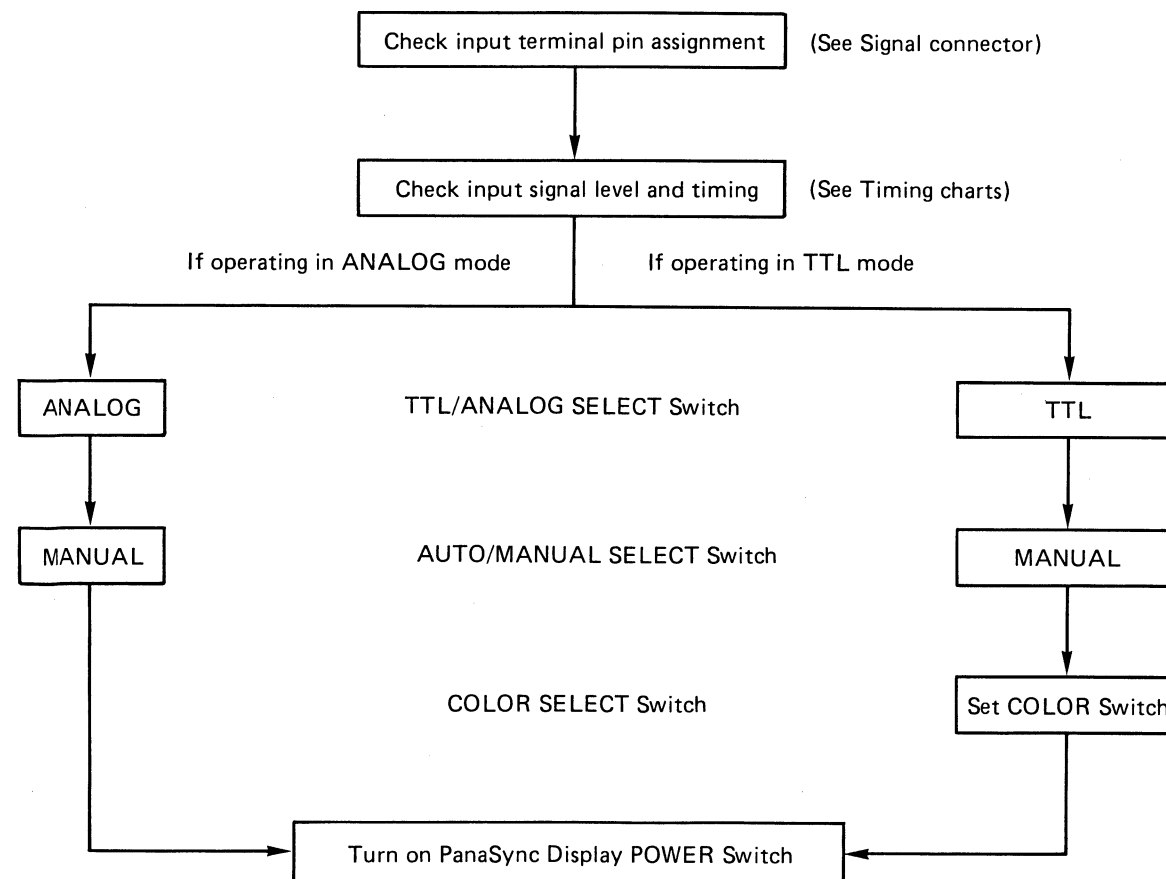 Check input terminal pin assignment (See Signal connector)
Check input signal level and timing (See Timing charts)
If operating in ANALOG mode If operating in TTL mode
ANALOG TTL/ANALOG SELECT Switch TTL
MANUAL AUTO/MANUAL SELECT Switch MANUAL
COLOR SELECT Switch Set COLOR Switch
Turn on PanaSync Display POWER Switch